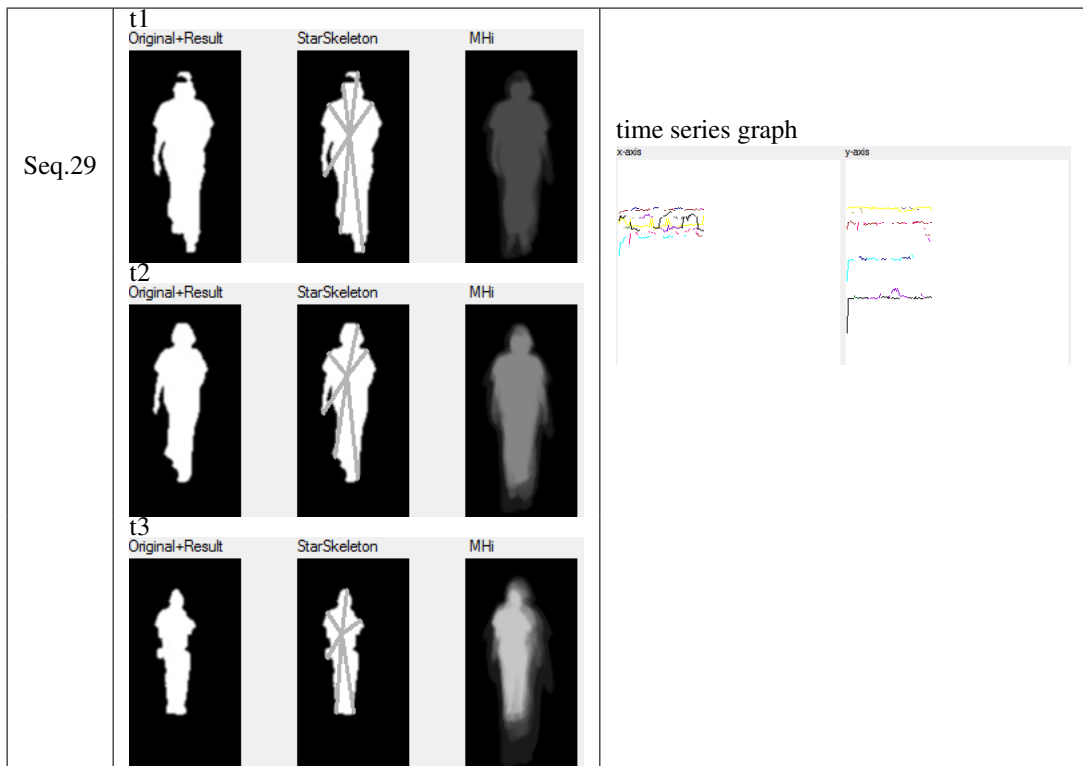 Seq.29
t1
Original+Result StarSkeleton MHi
t2
Original+Result StarSkeleton MHi
t3
Original+Result StarSkeleton MHi
time series graph
x-axis y-axis